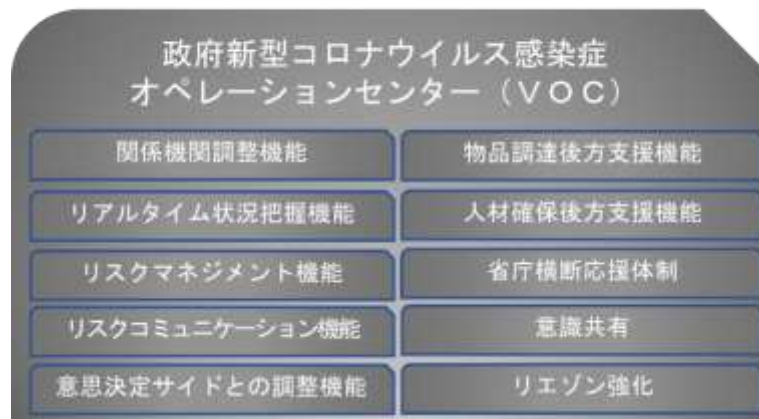 政府新型コロナウイルス感染症
オペレーションセンター（ＶＯＣ）
関係機関調整機能
物品調達後方支援機能
リアルタイム状況把握機能
人材確保後方支援機能
リスクマネジメント機能
省庁横断応援体制
リスクコミュニケーション機能
意識共有
意思決定サイドとの調整機能
リエゾン強化